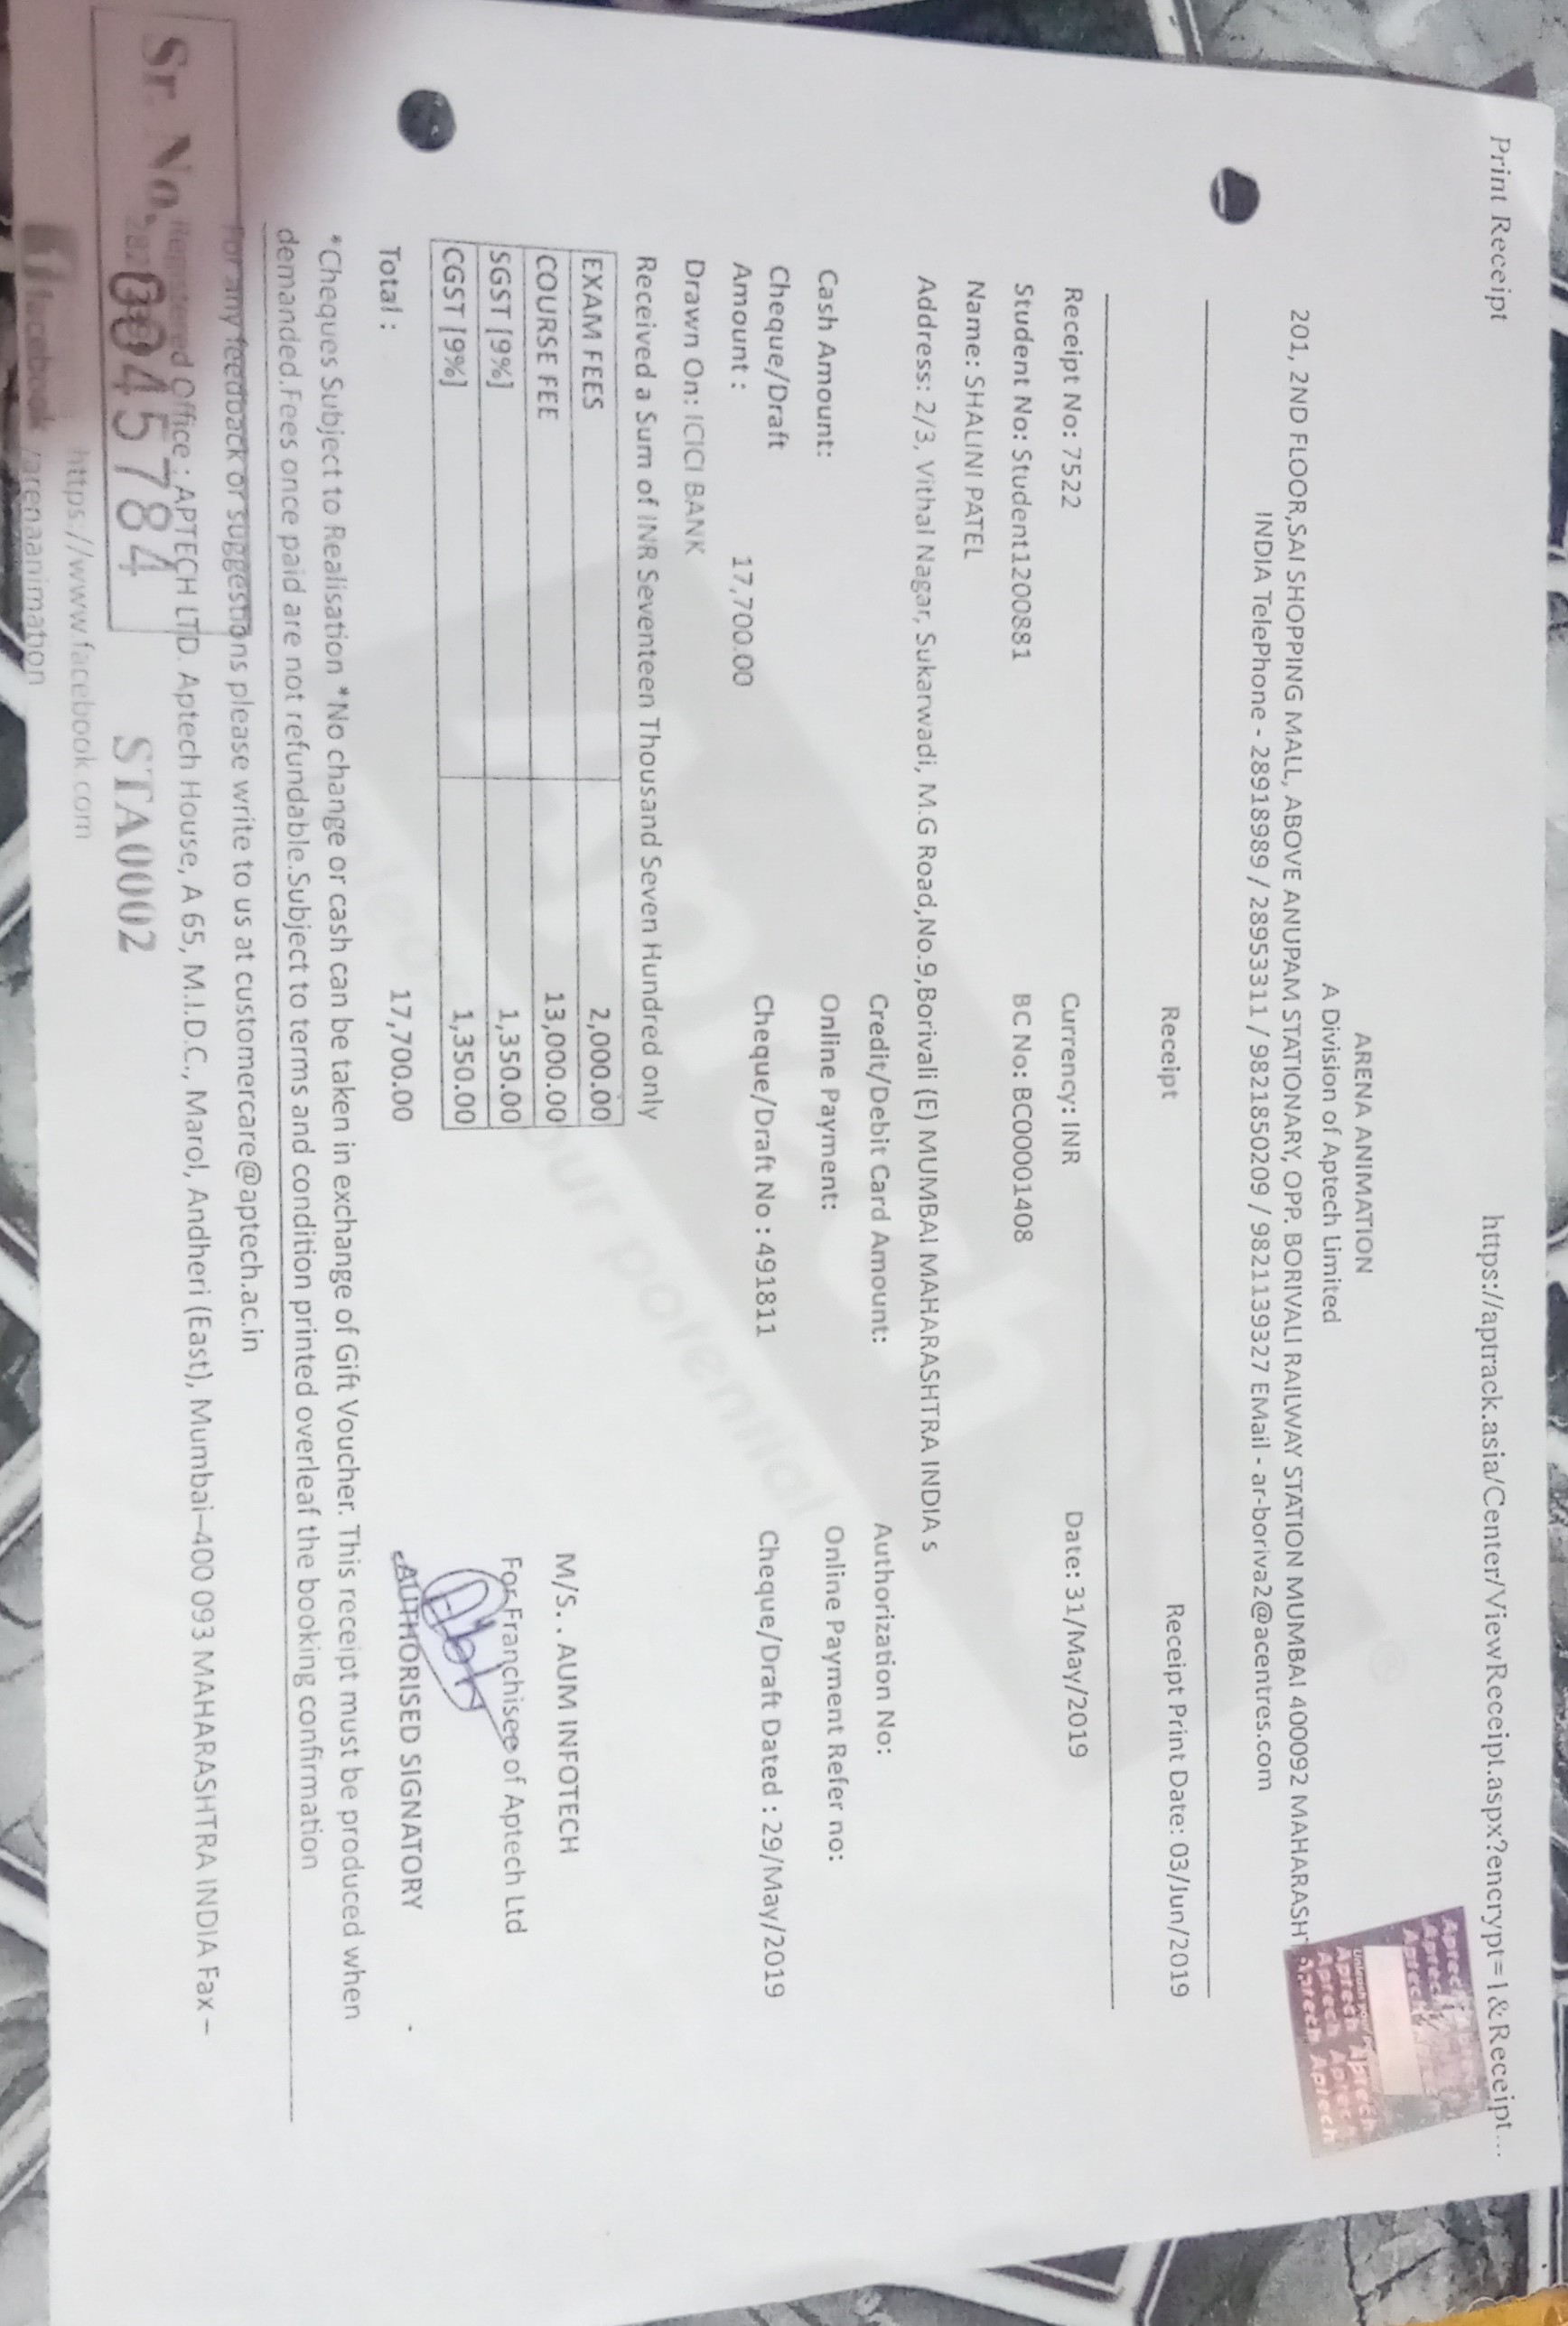 Print Receipt https://aptrack.asia/Center/ViewReceipt.aspx?encrypt=1&Receipt...
ARENA ANIMATION
A Division of Aptech Limited
201, 2ND FLOOR,SAI SHOPPING MALL, ABOVE ANUPAM STATIONARY, OPP. BORIVALI RAILWAY STATION MUMBAI 400092 MAHARASHT
INDIA TelePhone - 28918989 / 28953311 / 9821850209 / 9821139327 EMail - ar-boriva2@acentres.com
Receipt Receipt Print Date: 03/Jun/2019
Receipt No: 7522 Currency: INR Date: 31/May/2019
Student No: Student1200881 BC No: BC00001408
Name: SHALINI PATEL
Address: 2/3, Vithal Nagar, Sukarwadi, M.G Road,No.9,Borivali (E) MUMBAI MAHARASHTRA INDIA s
Credit/Debit Card Amount: Authorization No:
Cash Amount: Online Payment: Online Payment Refer no:
Cheque/Draft Amount : 17,700.00 Cheque/Draft No : 491811 Cheque/Draft Dated : 29/May/2019
Drawn On: ICICI BANK
Received a Sum of INR Seventeen Thousand Seven Hundred only
EXAM FEES 2,000.00
COURSE FEE 13,000.00
SGST [9%] 1,350.00
CGST [9%] 1,350.00
Total : 17,700.00
M/S. . AUM INFOTECH
For Franchisee of Aptech Ltd
AUTHORISED SIGNATORY
*Cheques Subject to Realisation *No change or cash can be taken in exchange of Gift Voucher. This receipt must be produced when
demanded.Fees once paid are not refundable.Subject to terms and condition printed overleaf the booking confirmation
For any feedback or suggestions please write to us at customercare@aptech.ac.in
Registered Office : APTECH LTD. Aptech House, A 65, M.I.D.C., Marol, Andheri (East), Mumbai–400 093 MAHARASHTRA INDIA Fax –
Sr. No. 45784 STA0002
https://www.facebook.com
facebook /arenaanimation
Aptech
your potential
Aptech Aptech
Aptech Aptech
Aptech Aptech